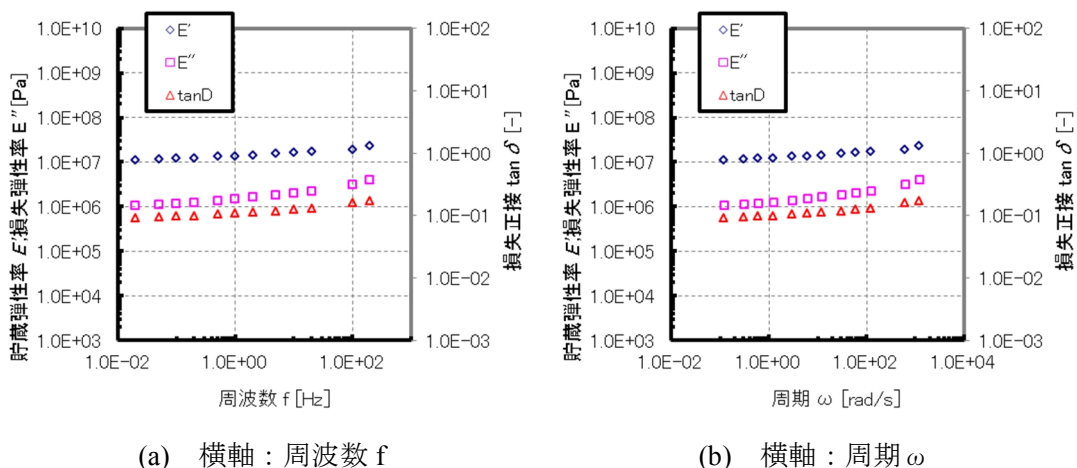 貯蔵弾性率 E',損失弾性率 E'' [Pa]
1.0E+10
1.0E+09
1.0E+08
1.0E+07
1.0E+06
1.0E+05
1.0E+04
1.0E+03
E'
E''
tanD
1.0E+02
1.0E+01
1.0E+00
1.0E-01
1.0E-02
1.0E-03
損失正接 tan δ [-]
1.0E-02 1.0E+00 1.0E+02
周波数 f [Hz]
(a) 横軸：周波数 f
貯蔵弾性率 E',損失弾性率 E'' [Pa]
1.0E+10
1.0E+09
1.0E+08
1.0E+07
1.0E+06
1.0E+05
1.0E+04
1.0E+03
E'
E''
tanD
1.0E+02
1.0E+01
1.0E+00
1.0E-01
1.0E-02
1.0E-03
損失正接 tan δ [-]
1.0E-02 1.0E+00 1.0E+02 1.0E+04
周期 ω [rad/s]
(b) 横軸：周期 ω